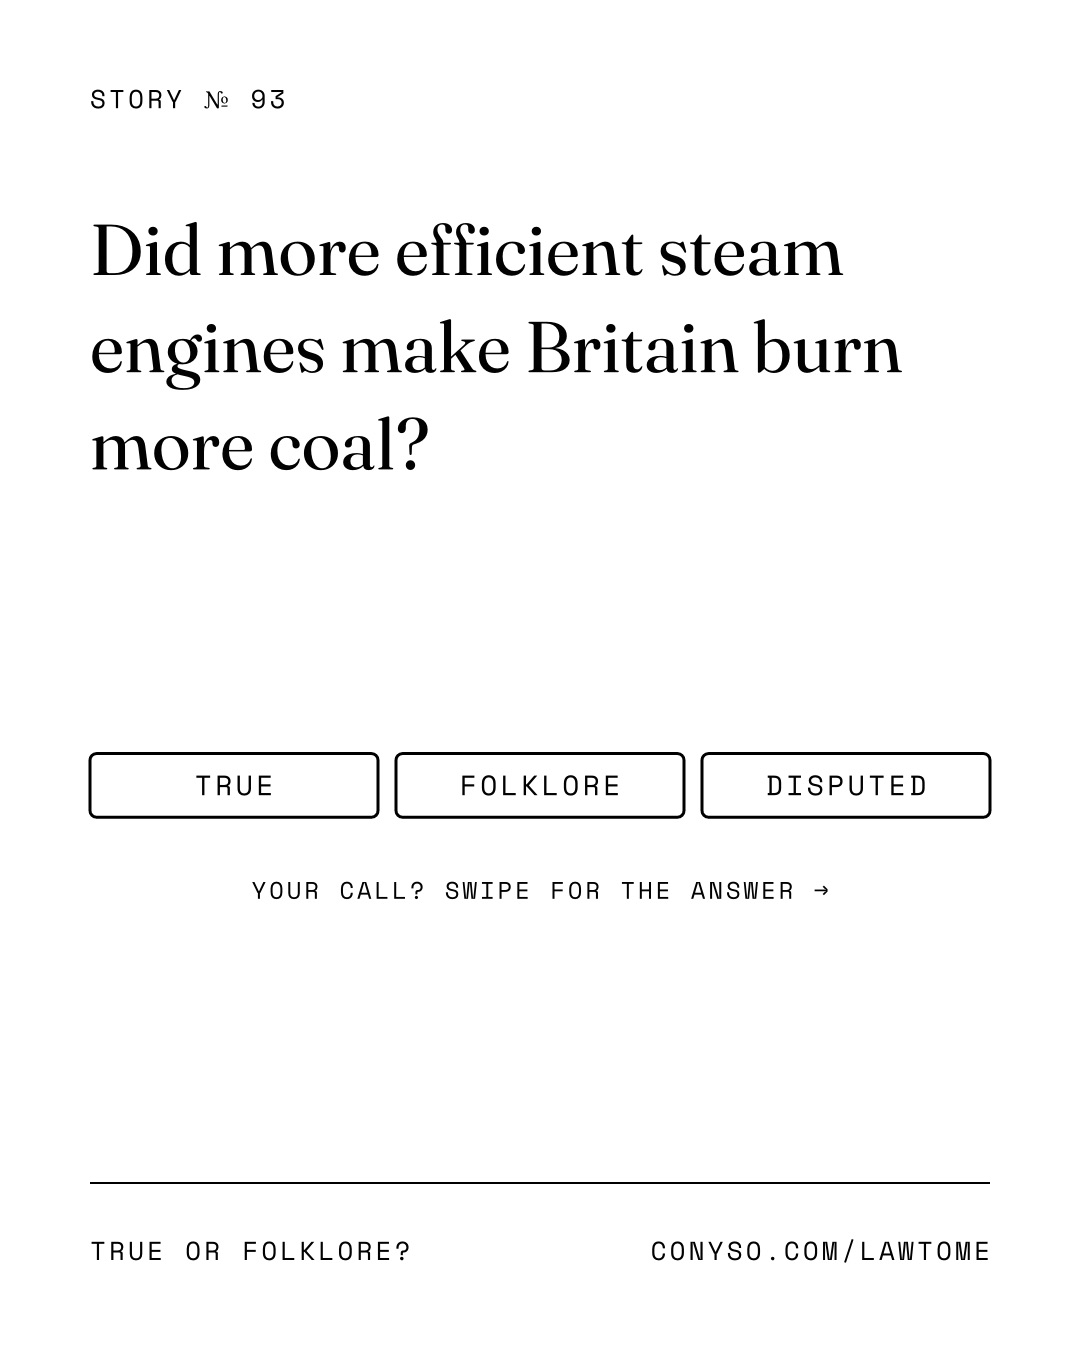 STORY № 93
Did more efficient steam
engines make Britain burn
more coal?
TRUE
FOLKLORE
DISPUTED
YOUR CALL? SWIPE FOR THE ANSWER →
TRUE OR FOLKLORE?
CONYSO.COM/LAWTOME